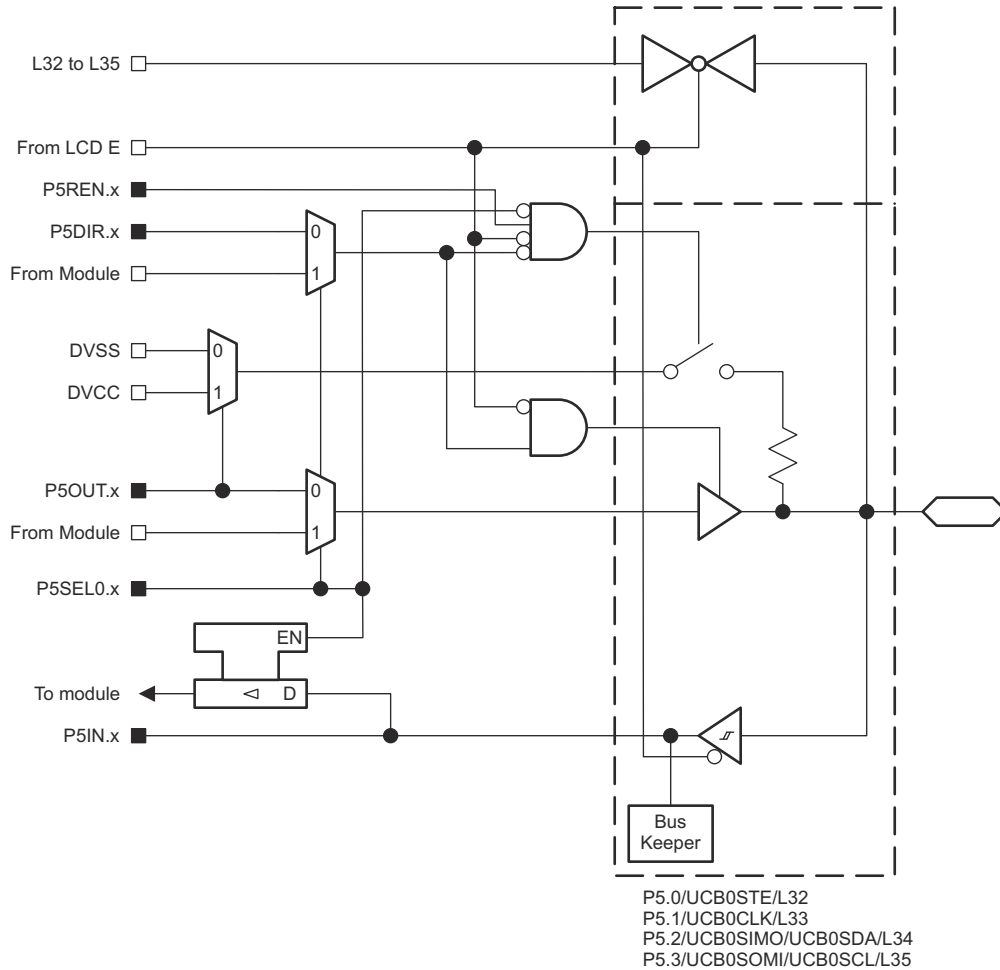 L32 to L35
From LCD E
P5REN.x
P5DIR.x
0
From Module
1
DVSS
0
DVCC
1
P5OUT.x
0
From Module
1
P5SEL0.x
EN
To module
D
P5IN.x
Bus
Keeper
P5.0/UCB0STE/L32
P5.1/UCB0CLK/L33
P5.2/UCB0SIMO/UCB0SDA/L34
P5.3/UCB0SOMI/UCB0SCL/L35